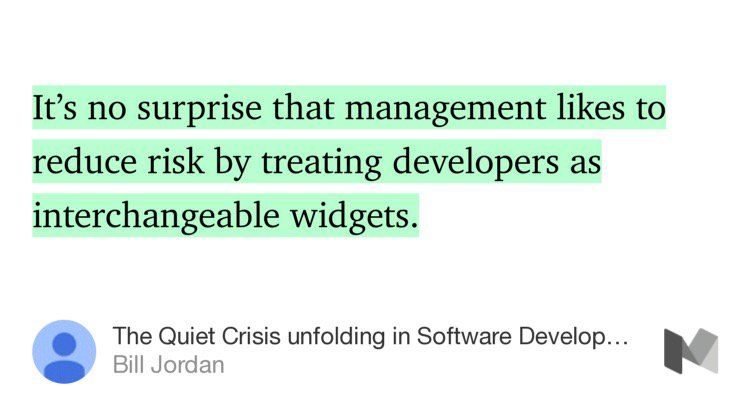 It’s no surprise that management likes to
reduce risk by treating developers as
interchangeable widgets.
The Quiet Crisis unfolding in Software Develop…
Bill Jordan